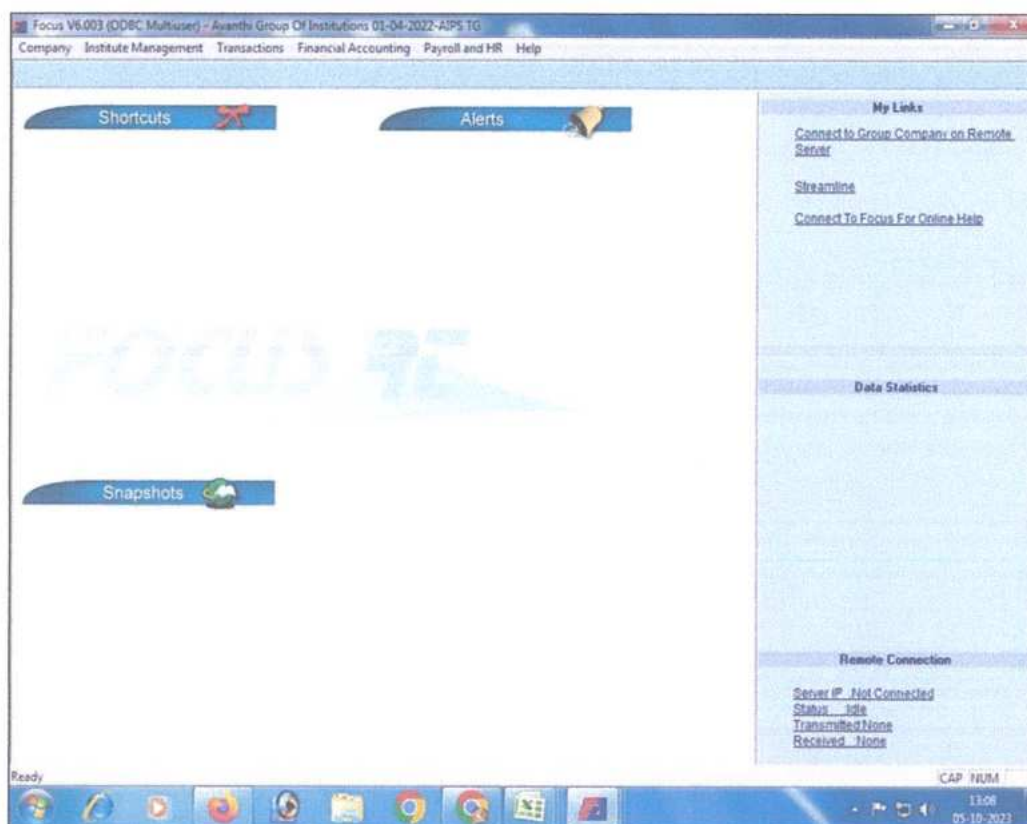 Focus V6.003 (ODBC Multiuser) - Avanthi Group Of Institutions 01-04-2022-AIPS TG
Company Institute Management Transactions Financial Accounting Payroll and HR Help
Shortcuts
Alerts
My Links
Connect to Group Company on Remote
Server
Streamline
Connect To Focus For Online Help
FOCUS
Data Statistics
Snapshots
Remote Connection
Server IP :Not Connected
Status :Idle
Transmitted:None
Received :None
Ready
CAP NUM
13:08
05-10-2023